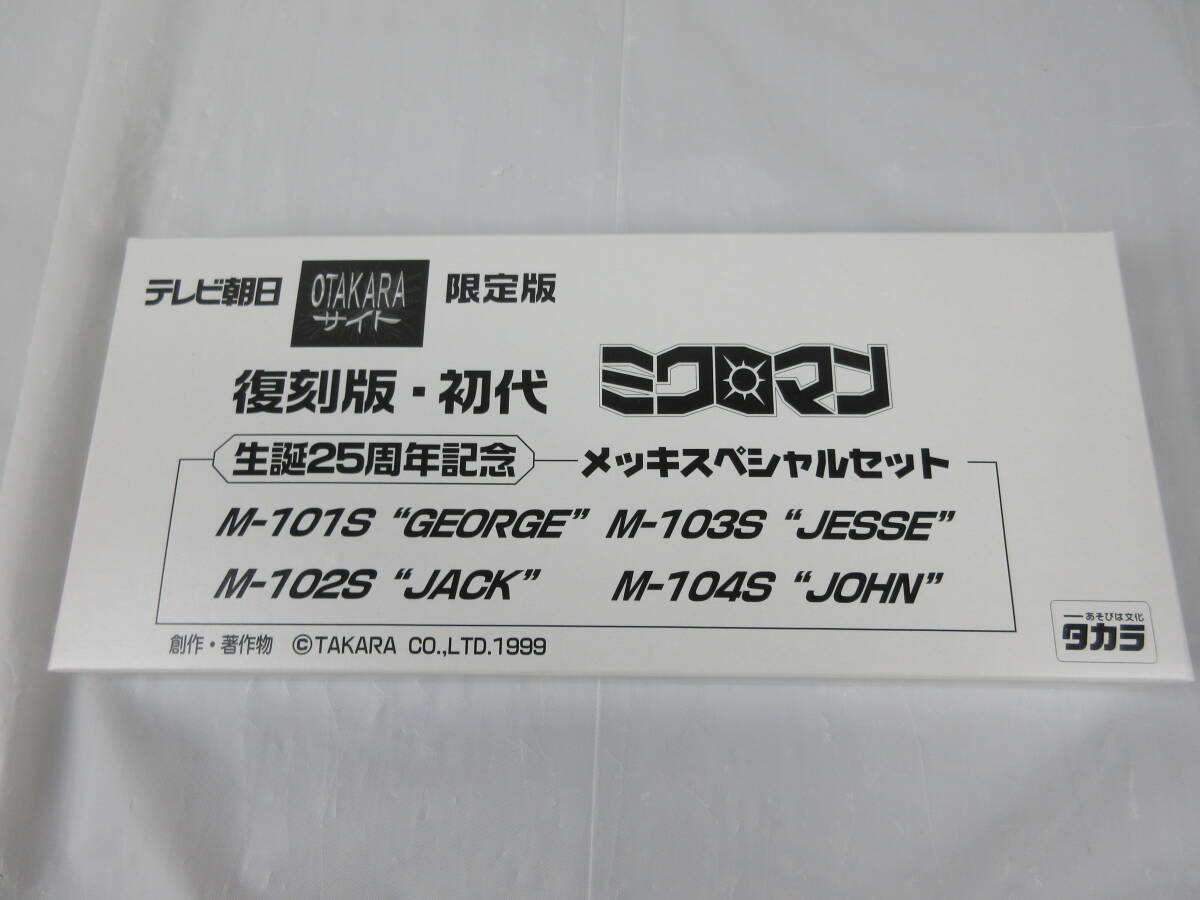 テレビ朝日 OTAKARA サイト 限定版
復刻版・初代 ミクロマン
生誕25周年記念 メッキスペシャルセット
M-101S “GEORGE” M-103S “JESSE”
M-102S “JACK” M-104S “JOHN”
創作・著作物 ©TAKARA CO.,LTD.1999
あそびは文化
タカラ